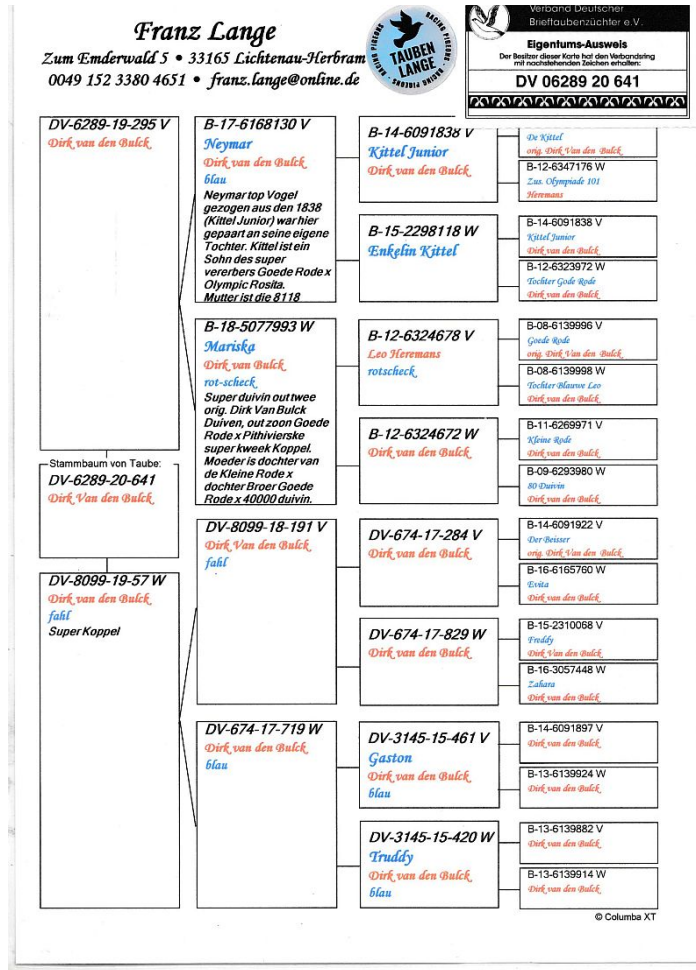 Franz Lange
Zum Emderwald 5 • 33165 Lichtenau-Herbram
0049 152 3380 4651 • franz.lange@online.de
RACING PIGEONS - RACING PIGEONS -
TAUBEN
LANGE
Verband Deutscher
Brieftaubenzüchter e.V.
Eigentums-Ausweis
Der Besitzer dieser Karte hat den Verbandsring
mit nachstehenden Zeichen erhalten:
DV 06289 20 641
DV-6289-19-295 V
Dirk van den Bulck
Stammbaum von Taube:
DV-6289-20-641
Dirk Van den Bulck
DV-8099-19-57 W
Dirk van den Bulck
fahl
Super Koppel
B-17-6168130 V
Neymar
Dirk van den Bulck
blau
Neymar top Vogel
gezogen aus den 1838
(Kittel Junior) war hier
gepaart an seine eigene
Tochter. Kittel ist ein
Sohn des super
vererbers Goede Rode x
Olympic Rosita.
Mutter ist die 8118
B-18-5077993 W
Mariska
Dirk van den Bulck
rot-scheck
Super duivin out twee
orig. Dirk Van Bulck
Duiven, out zoon Goede
Rode x Pithivierske
super kweek Koppel.
Moeder is dochter van
de Kleine Rode x
dochter Broer Goede
Rode x 40000 duivin.
DV-8099-18-191 V
Dirk Van den Bulck
fahl
DV-674-17-719 W
Dirk van den Bulck
blau
B-14-6091838 V
Kittel Junior
Dirk van den Bulck
B-15-2298118 W
Enkelin Kittel
B-12-6324678 V
Leo Heremans
rotscheck
B-12-6324672 W
Dirk van den Bulck
DV-674-17-284 V
Dirk van den Bulck
DV-674-17-829 W
Dirk van den Bulck
DV-3145-15-461 V
Gaston
Dirk van den Bulck
blau
DV-3145-15-420 W
Truddy
Dirk van den Bulck
blau
De Kittel
orig. Dirk Van den Bulck
B-12-6347176 W
Zus. Olympiade 101
Heremans
B-14-6091838 V
Kittel Junior
Dirk van den Bulck
B-12-6323972 W
Tochter Gode Rode
Dirk van den Bulck
B-08-6139996 V
Goede Rode
orig. Dirk Van den Bulck
B-08-6139998 W
Tochter Blauwe Leo
Dirk van den Bulck
B-11-6269971 V
Kleine Rode
Dirk van den Bulck
B-09-6293980 W
80 Duivin
Dirk van den Bulck
B-14-6091922 V
Der Beisser
orig. Dirk Van den Bulck
B-16-6165760 W
Evita
Dirk van den Bulck
B-15-2310068 V
Freddy
Dirk Van den Bulck
B-16-3057448 W
Zahara
Dirk van den Bulck
B-14-6091897 V
Dirk van den Bulck
B-13-6139924 W
Dirk van den Bulck
B-13-6139882 V
Dirk van den Bulck
B-13-6139914 W
Dirk van den Bulck
© Columba XT